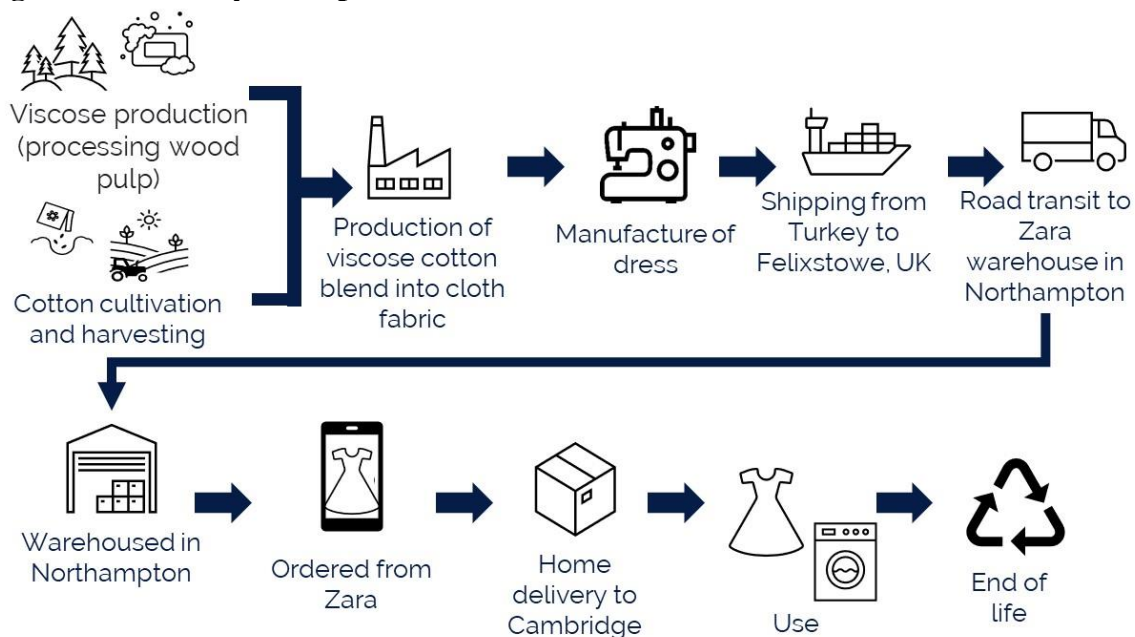 Viscose production
(processing wood
pulp)
Cotton cultivation
and harvesting
Production of
viscose cotton
blend into cloth
fabric
Manufacture of
dress
Shipping from
Turkey to
Felixstowe, UK
Road transit to
Zara
warehouse in
Northampton
Warehoused in
Northampton
Ordered from
Zara
Home
delivery to
Cambridge
Use
End of
life